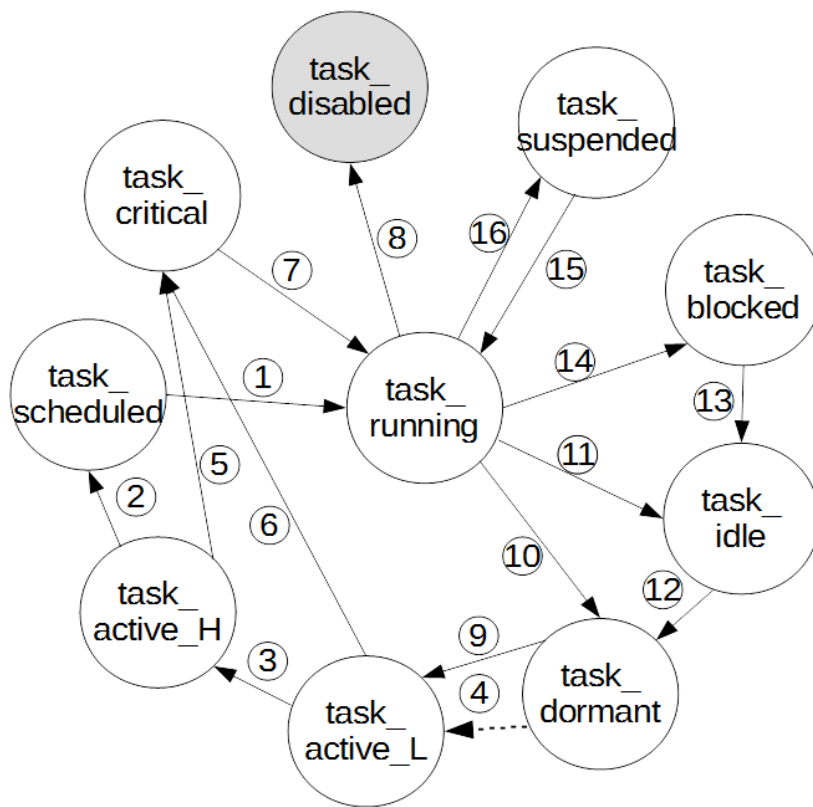 task_
disabled
task_
suspended
task_
critical
8
16
7
15
task_
blocked
task_
scheduled
1
task_
running
14
13
5
11
2
6
task_
idle
10
12
task_
active_H
9
3
4
task_
dormant
task_
active_L